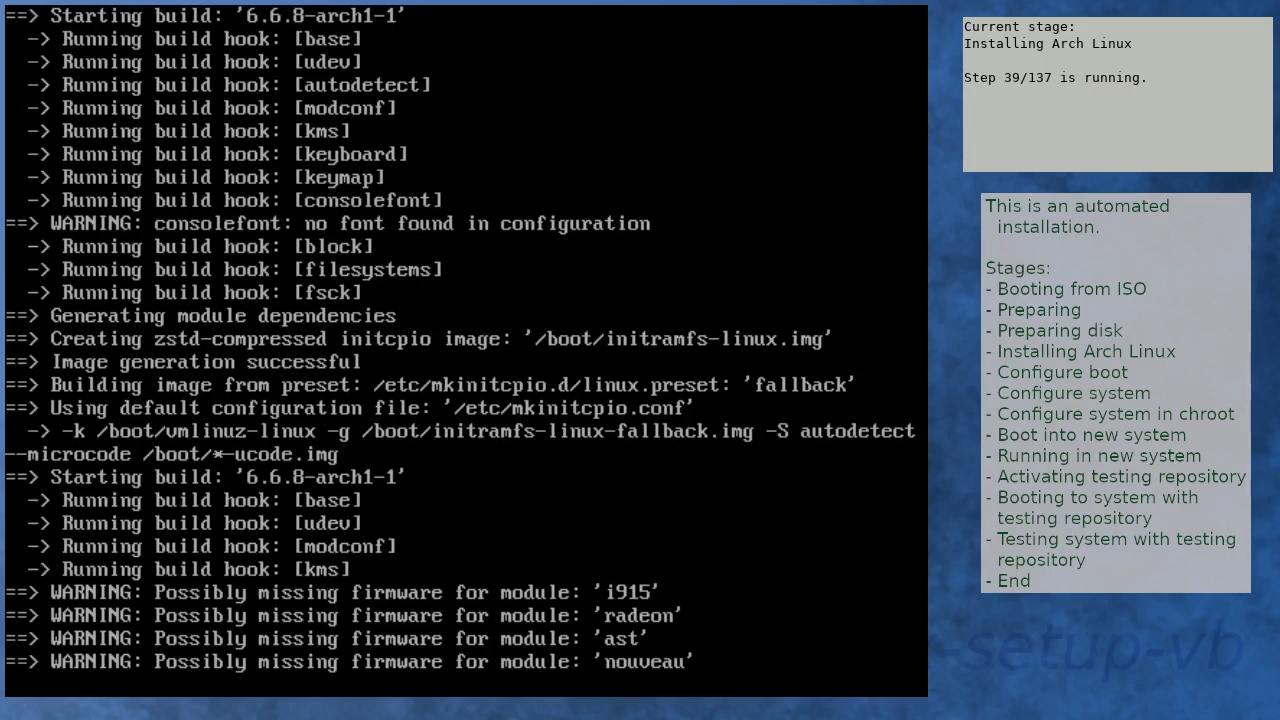 ==> Starting build: '6.6.8-arch1-1'
  -> Running build hook: [base]
  -> Running build hook: [udev]
  -> Running build hook: [autodetect]
  -> Running build hook: [modconf]
  -> Running build hook: [kms]
  -> Running build hook: [keyboard]
  -> Running build hook: [keymap]
  -> Running build hook: [consolefont]
==> WARNING: consolefont: no font found in configuration
  -> Running build hook: [block]
  -> Running build hook: [filesystems]
  -> Running build hook: [fsck]
==> Generating module dependencies
==> Creating zstd-compressed initcpio image: '/boot/initramfs-linux.img'
==> Image generation successful
==> Building image from preset: /etc/mkinitcpio.d/linux.preset: 'fallback'
==> Using default configuration file: '/etc/mkinitcpio.conf'
  -> -k /boot/vmlinuz-linux -g /boot/initramfs-linux-fallback.img -S autodetect
--microcode /boot/*-ucode.img
==> Starting build: '6.6.8-arch1-1'
  -> Running build hook: [base]
  -> Running build hook: [udev]
  -> Running build hook: [modconf]
  -> Running build hook: [kms]
==> WARNING: Possibly missing firmware for module: 'i915'
==> WARNING: Possibly missing firmware for module: 'radeon'
==> WARNING: Possibly missing firmware for module: 'ast'
==> WARNING: Possibly missing firmware for module: 'nouveau'
Current stage:
Installing Arch Linux
Step 39/137 is running.
This is an automated
installation.
Stages:
- Booting from ISO
- Preparing
- Preparing disk
- Installing Arch Linux
- Configure boot
- Configure system
- Configure system in chroot
- Boot into new system
- Running in new system
- Activating testing repository
- Booting to system with
testing repository
- Testing system with testing
repository
- End
-setup-vb